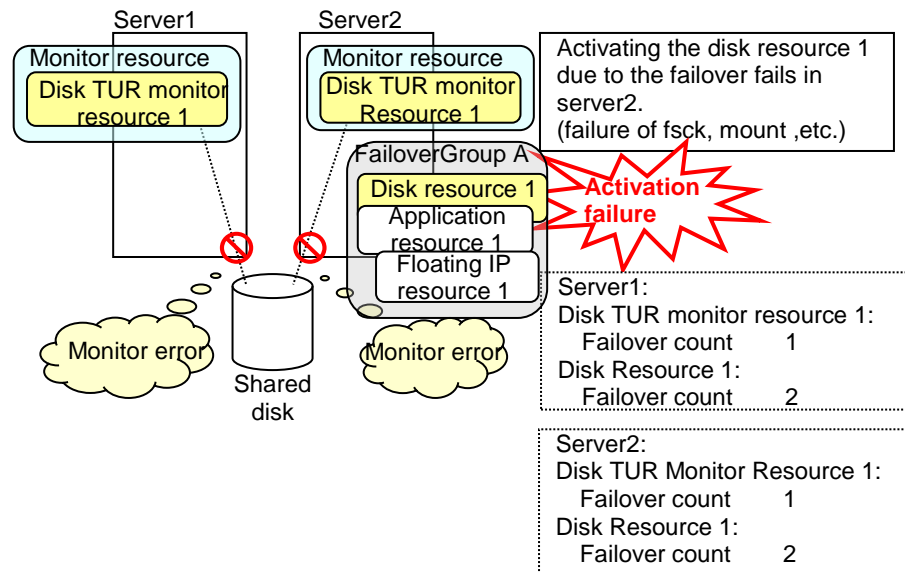 Server1
Monitor resource
Disk TUR monitor
resource 1
Server2
Monitor resource
Disk TUR monitor
Resource 1
Activating the disk resource 1
due to the failover fails in
server2.
(failure of fsck, mount ,etc.)
FailoverGroup A
Disk resource 1
Application
resource 1
Floating IP
resource 1
Activation
failure
Monitor error
Shared
disk
Monitor error
Server1:
Disk TUR monitor resource 1:
Failover count 1
Disk Resource 1:
Failover count 2
Server2:
Disk TUR Monitor Resource 1:
Failover count 1
Disk Resource 1:
Failover count 2